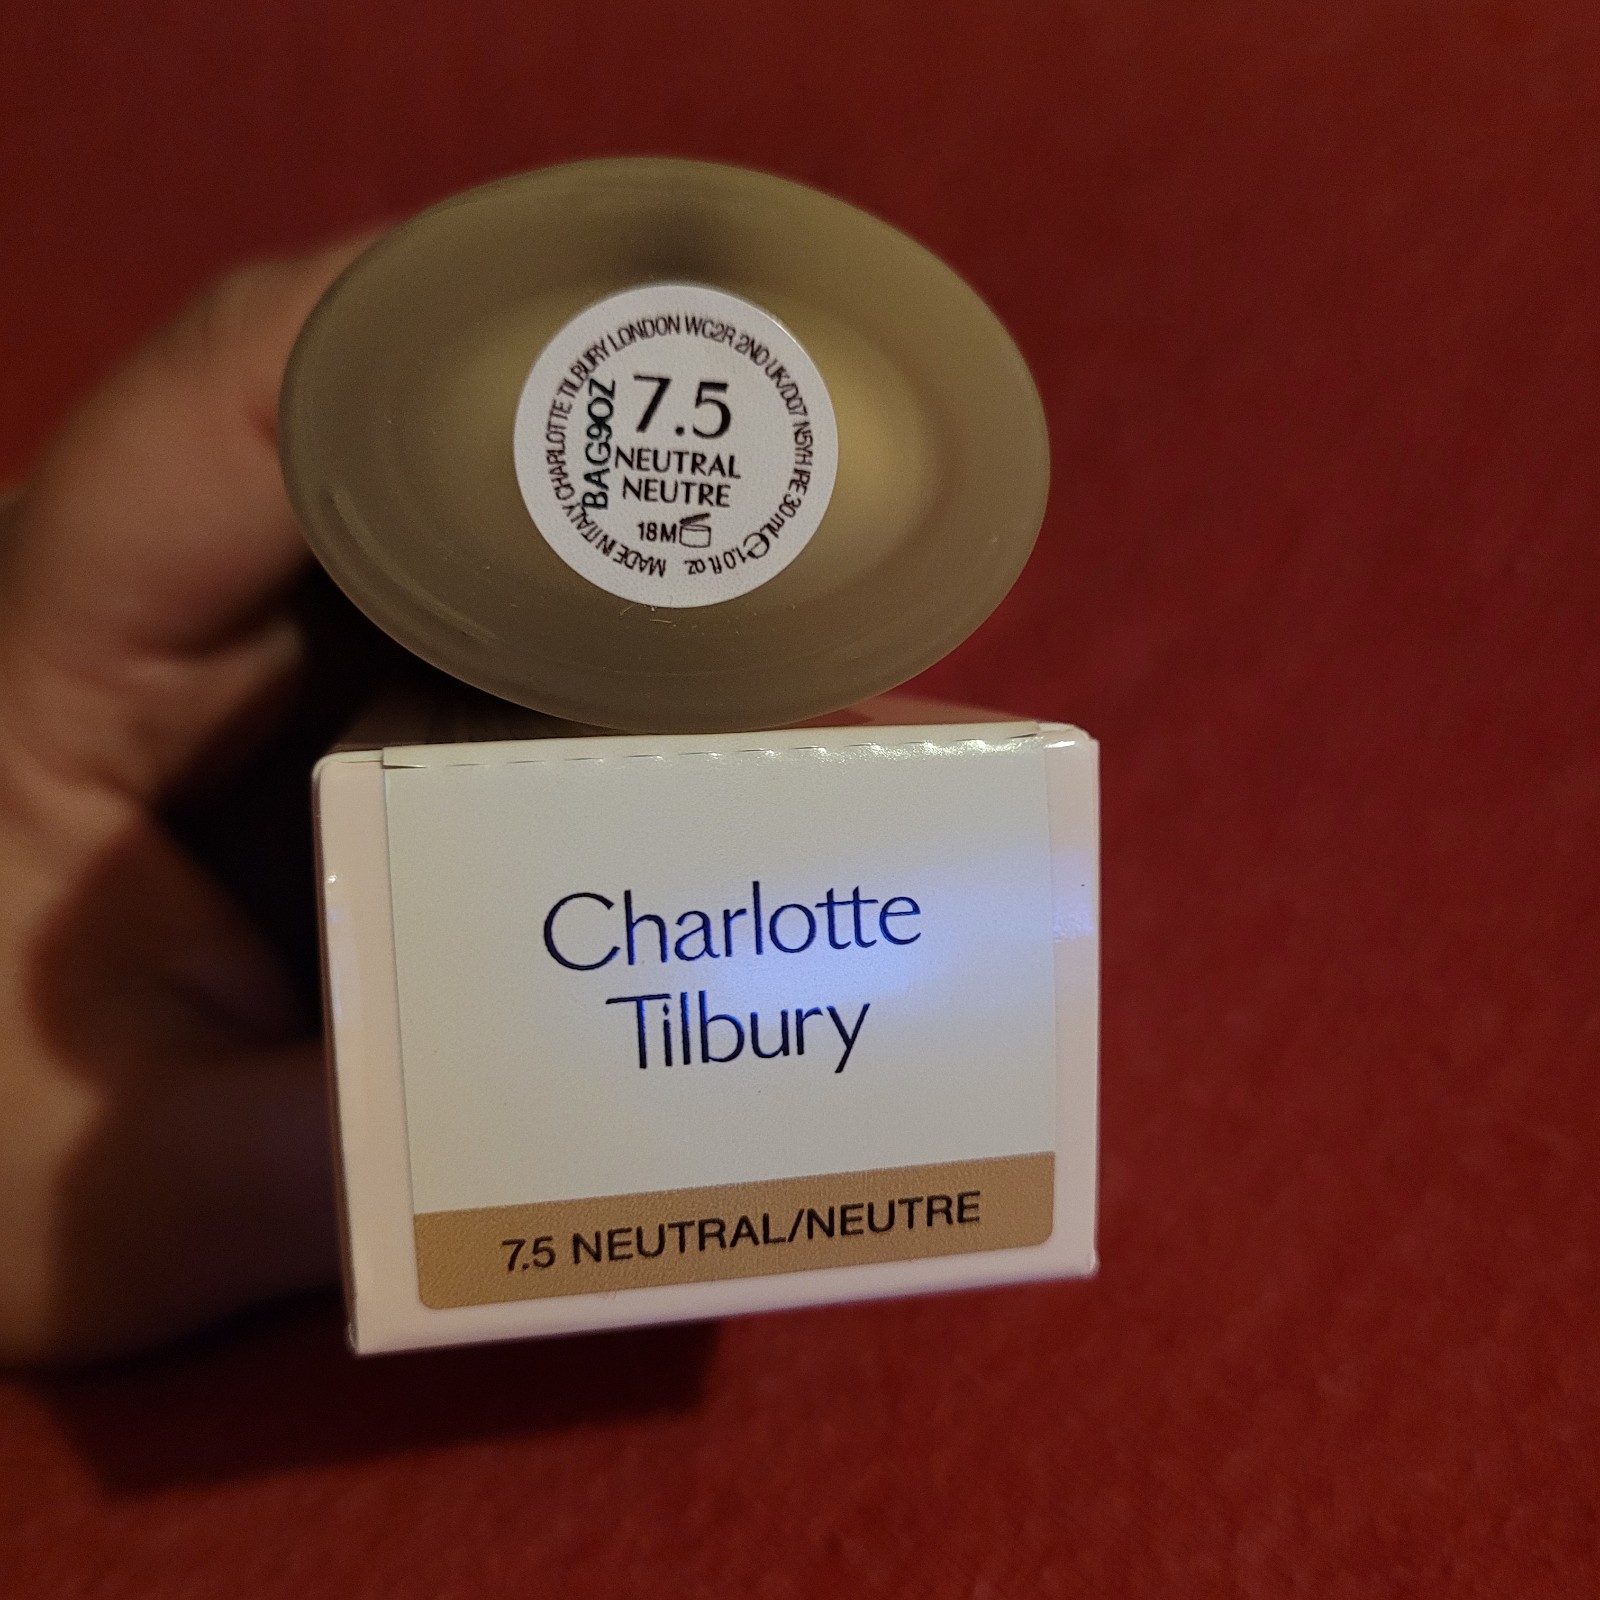 CHARLOTTE TILBURY LONDON WC2R 2ND UK/D07 N5YH IRE 30 ml e 1.0 fl oz. MADE IN ITALY
BAG90Z
7.5
NEUTRAL
NEUTRE
18M
Charlotte
Tilbury
7.5 NEUTRAL/NEUTRE